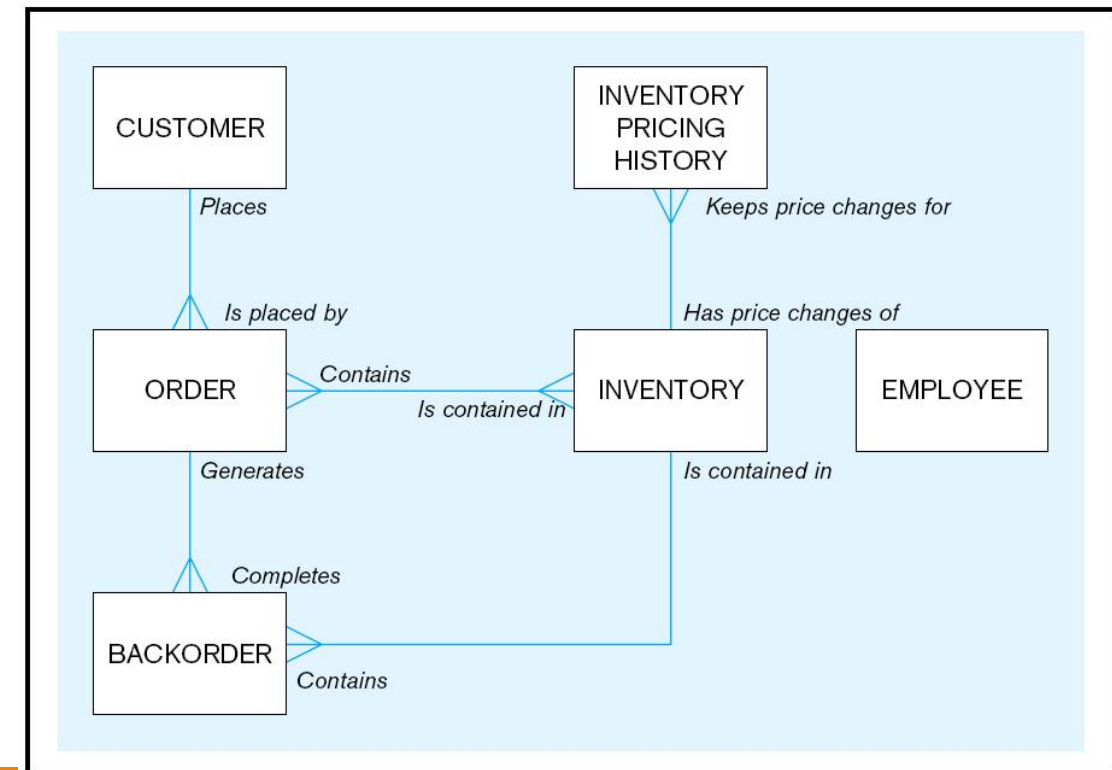 CUSTOMER
INVENTORY
PRICING
HISTORY
Places
Keeps price changes for
Is placed by
Has price changes of
ORDER
Contains
Is contained in
INVENTORY
EMPLOYEE
Generates
Is contained in
Completes
BACKORDER
Contains